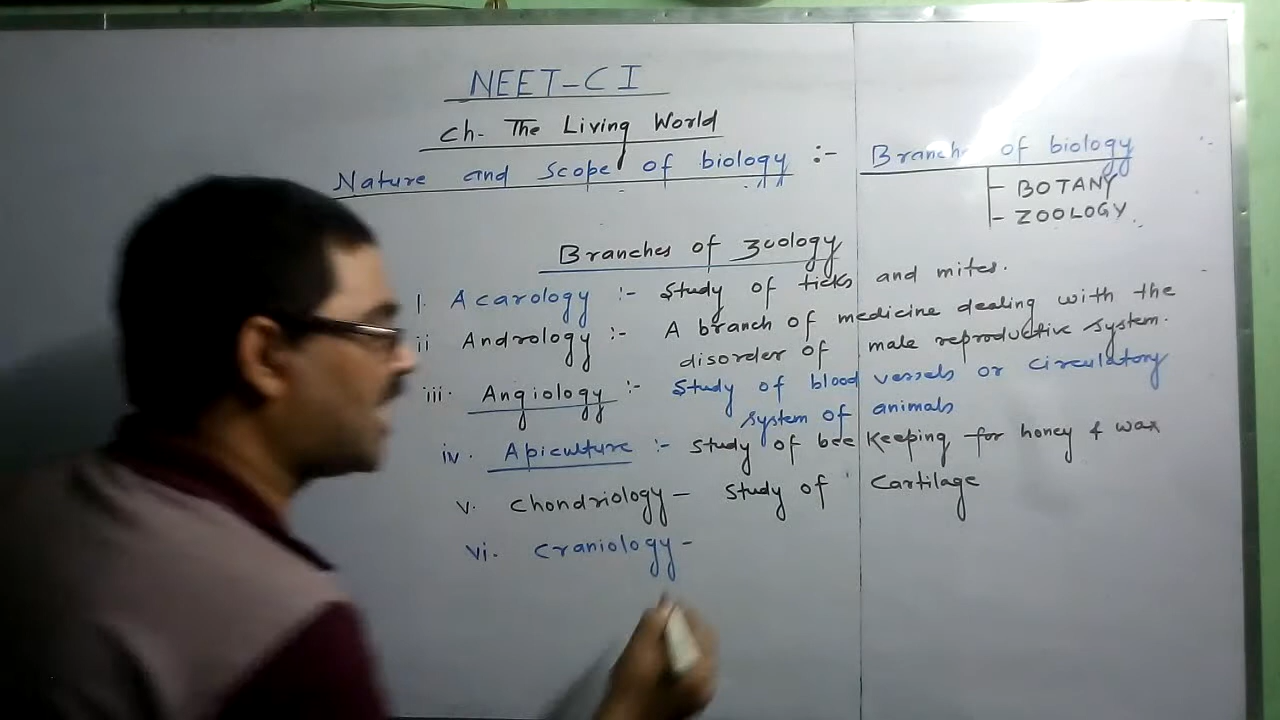 NEET-CI
Ch- The Living World
Nature and Scope of biology :-
Branch of biology
- BOTANY
- ZOOLOGY
Branches of Zoology
i. Acarology :- Study of ticks and mites.
ii Andrology :- A branch of medicine dealing with the
disorder of male reproductive system.
iii. Angiology :- Study of blood vessels or circulatory
system of animals
iv. Apiculture :- Study of bee Keeping for honey & wax
v. Chondriology - Study of Cartilage
vi. Craniology -